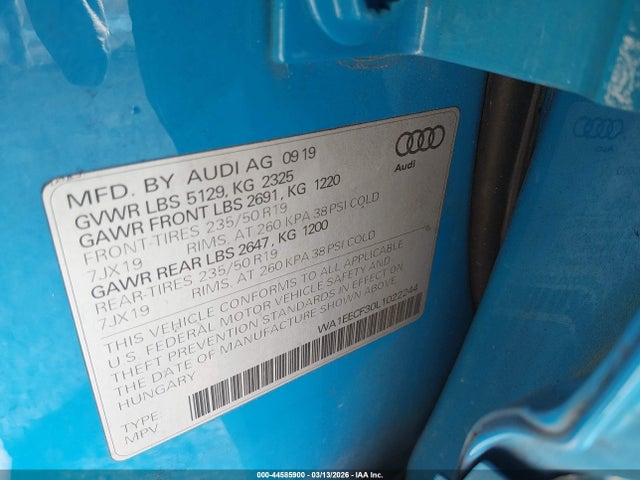 MFD. BY AUDI AG 09 19
GVWR LBS 5129, KG 2325
GAWR FRONT LBS 2691, KG 1220
FRONT-TIRES 235/50 R19
7JX19 RIMS, AT 260 KPA 38 PSI COLD
GAWR REAR LBS 2647, KG 1200
REAR-TIRES 235/50 R19
7JX19 RIMS, AT 260 KPA 38 PSI COLD
THIS VEHICLE CONFORMS TO ALL APPLICABLE
U.S. FEDERAL MOTOR VEHICLE SAFETY AND
THEFT PREVENTION STANDARDS IN EFFECT ON
THE DATE OF MANUFACTURE SHOWN ABOVE
HUNGARY WA1EECF30L1022244
TYPE:
MPV
Audi
000-44585900 - 03/13/2026 - IAA Inc.